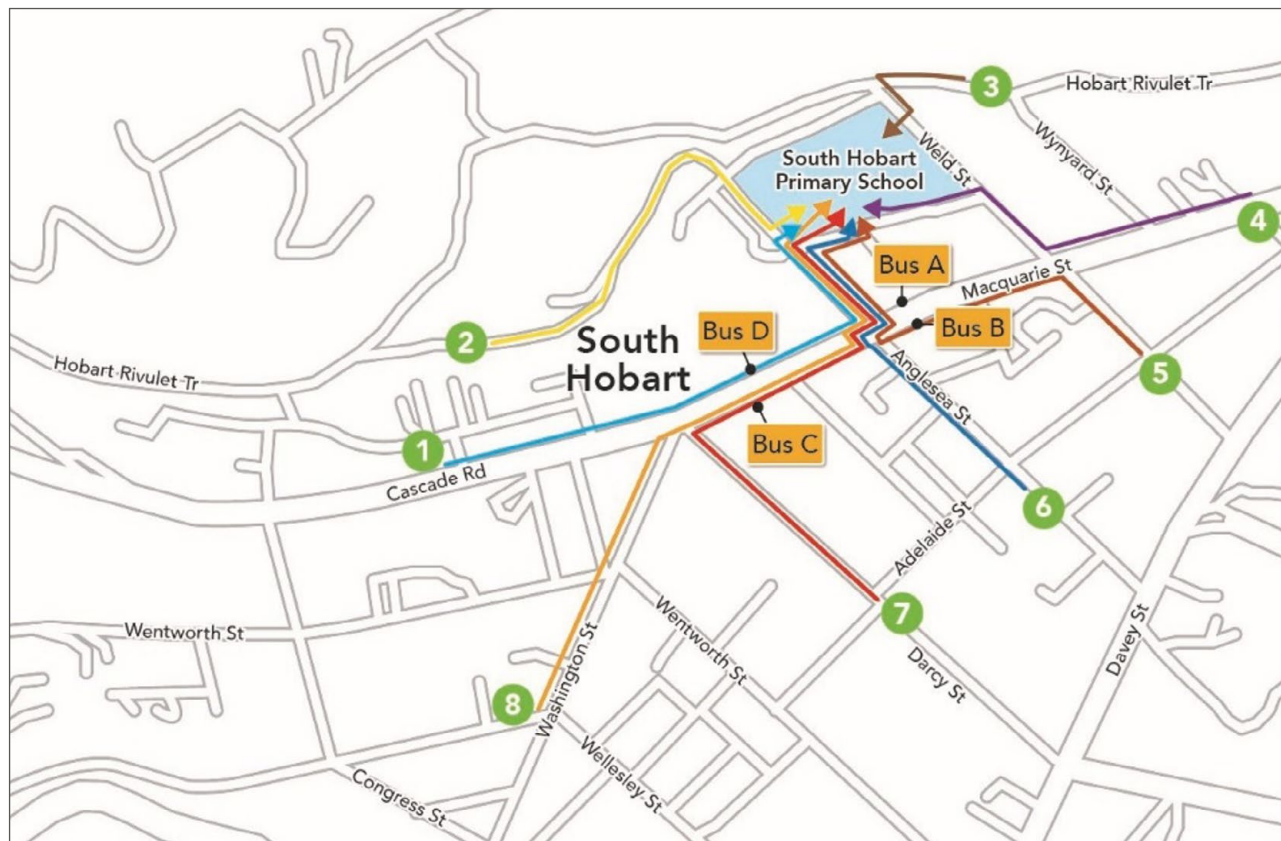 3
Hobart Rivulet Tr
Wynyard St
Weld St
South Hobart
Primary School
4
Bus A
Macquarie St
Bus B
Bus D
2
South
Hobart
Hobart Rivulet Tr
Anglesea St
5
1
Cascade Rd
Bus C
6
Adelaide St
7
Wentworth St
Wentworth St
Washington St
Darcy St
Davey St
8
Wellesley St
Congress St